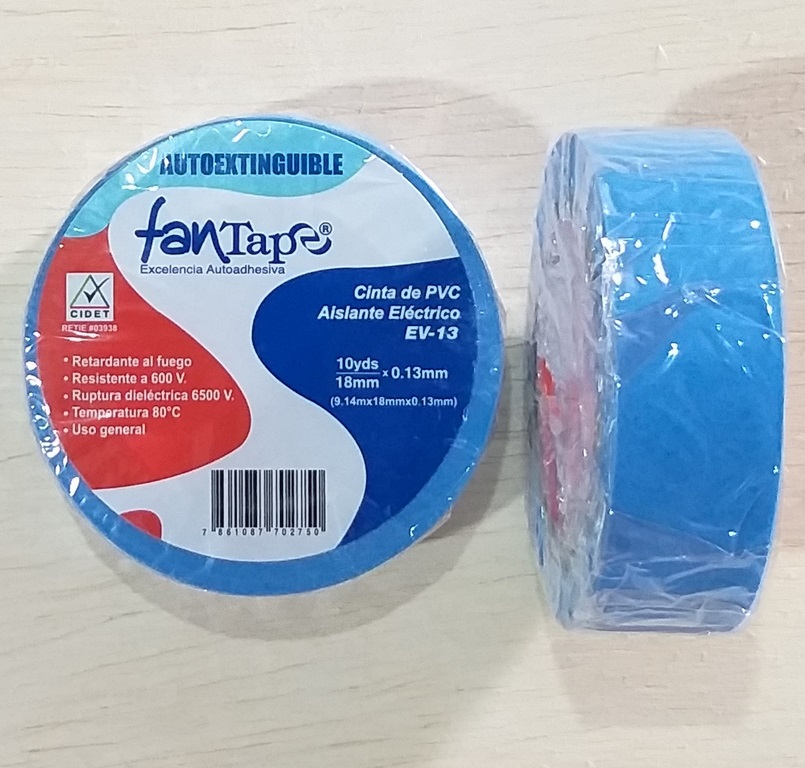 AUTOEXTINGUIBLE
fanTape®
Excelencia Autoadhesiva
CIDET
RETIE #03938
Cinta de PVC
Aislante Eléctrico
EV-13
10yds
18mm x 0.13mm
(9.14mx18mmx0.13mm)
• Retardante al fuego
• Resistente a 600 V.
• Ruptura dieléctrica 6500 V.
• Temperatura 80°C
• Uso general
7 861087 702750